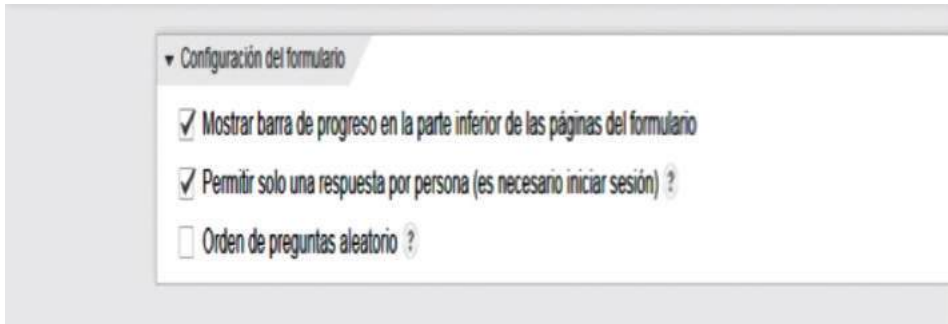 Configuración del formulario
Mostrar barra de progreso en la parte inferior de las páginas del formulario
Permitir solo una respuesta por persona (es necesario iniciar sesión) ?
Orden de preguntas aleatorio ?